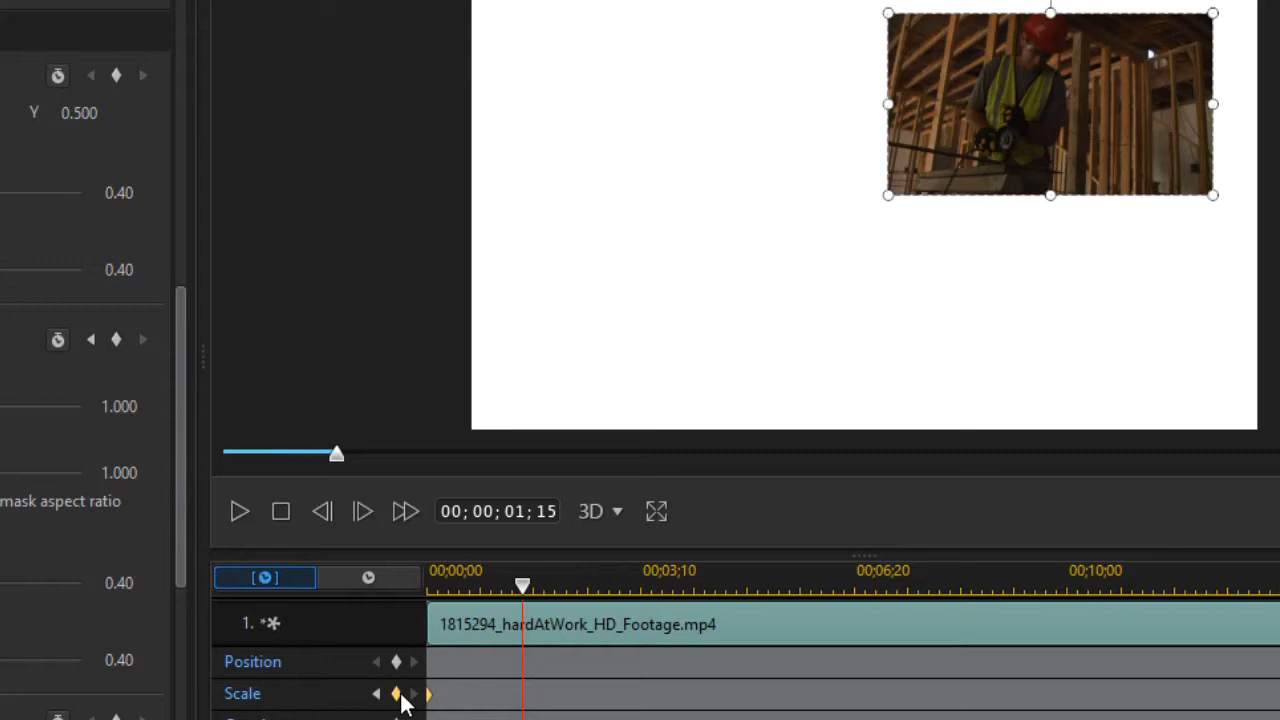 Y 0.500
0.40
0.40
1.000
1.000
mask aspect ratio
0.40
0.40
00;00;01;15 3D
00;00;00 00;03;10 00;06;20 00;10;00
1. 1815294_hardAtWork_HD_Footage.mp4
Position
Scale